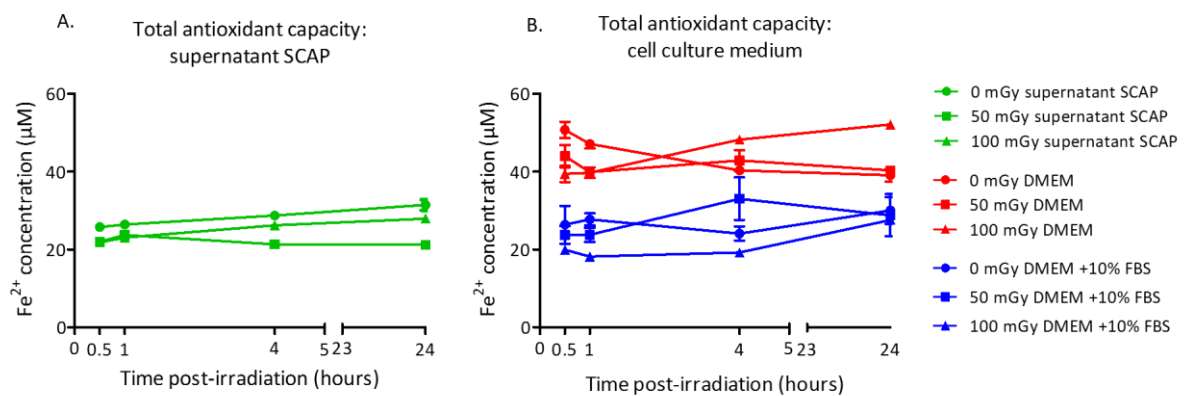 A.
Total antioxidant capacity:
supernatant SCAP
Fe²⁺ concentration (µM)
60
40
20
0
0 0.5 1 4 5 23 24
Time post-irradiation (hours)
B.
Total antioxidant capacity:
cell culture medium
Fe²⁺ concentration (µM)
60
40
20
0
0 0.5 1 4 5 23 24
Time post-irradiation (hours)
0 mGy supernatant SCAP
50 mGy supernatant SCAP
100 mGy supernatant SCAP
0 mGy DMEM
50 mGy DMEM
100 mGy DMEM
0 mGy DMEM +10% FBS
50 mGy DMEM +10% FBS
100 mGy DMEM +10% FBS